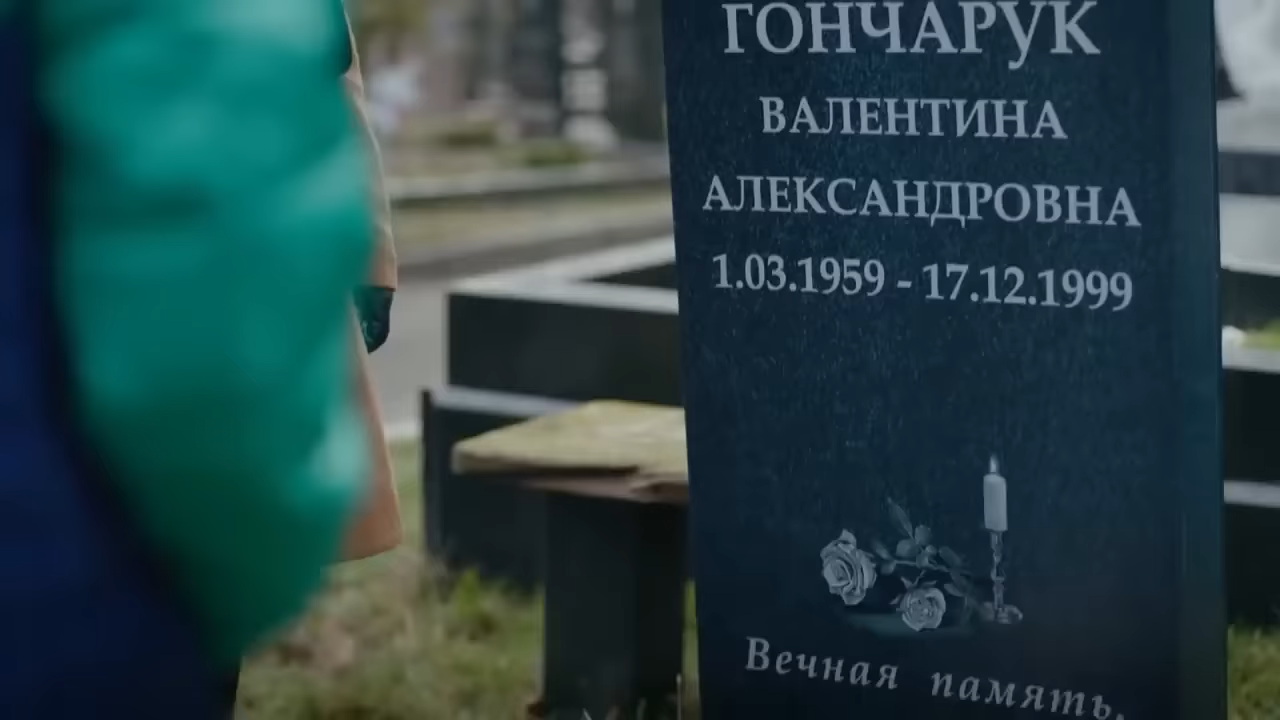 ГОНЧАРУК
ВАЛЕНТИНА
АЛЕКСАНДРОВНА
1.03.1959 - 17.12.1999
Вечная память.